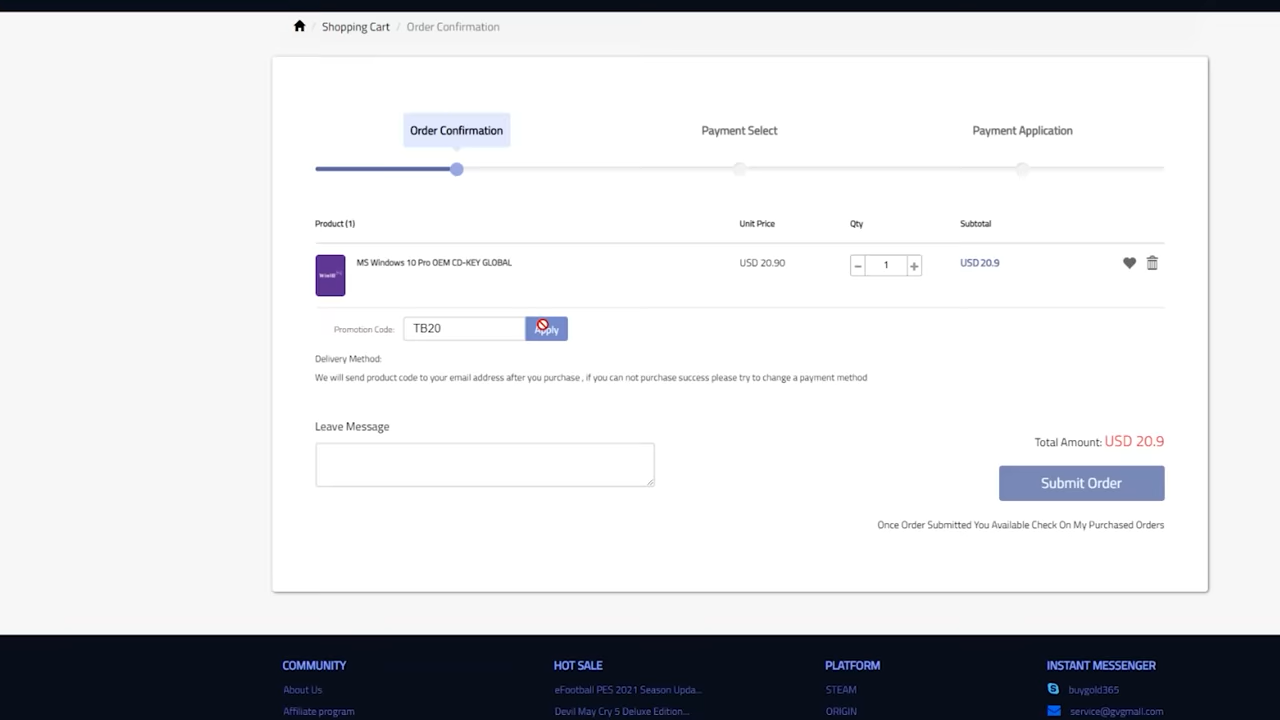 Shopping Cart / Order Confirmation
Order Confirmation
Payment Select
Payment Application
Product (1)
Unit Price
Qty
Subtotal
MS Windows 10 Pro OEM CD-KEY GLOBAL
USD 20.90
1
USD 20.9
Promotion Code:
TB20
Apply
Delivery Method:
We will send product code to your email address after you purchase , if you can not purchase success please try to change a payment method
Leave Message
Total Amount: USD 20.9
Submit Order
Once Order Submitted You Available Check On My Purchased Orders
COMMUNITY
HOT SALE
PLATFORM
INSTANT MESSENGER
About Us
eFootball PES 2021 Season Upda...
STEAM
buygold365
Affiliate program
Devil May Cry 5 Deluxe Edition...
ORIGIN
service@gvgmall.com